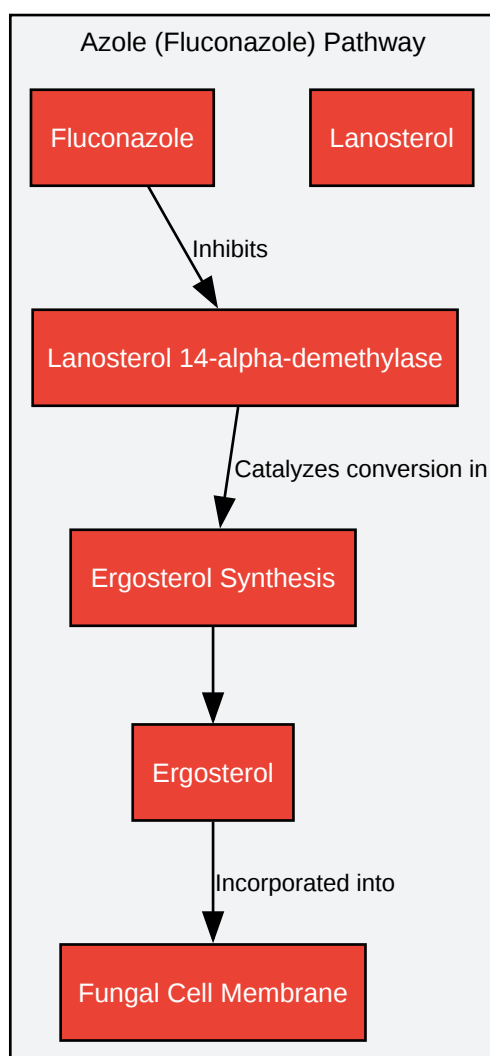 Azole (Fluconazole) Pathway
Fluconazole
Lanosterol
Inhibits
Lanosterol 14-alpha-demethylase
Catalyzes conversion in
Ergosterol Synthesis
Ergosterol
Incorporated into
Fungal Cell Membrane